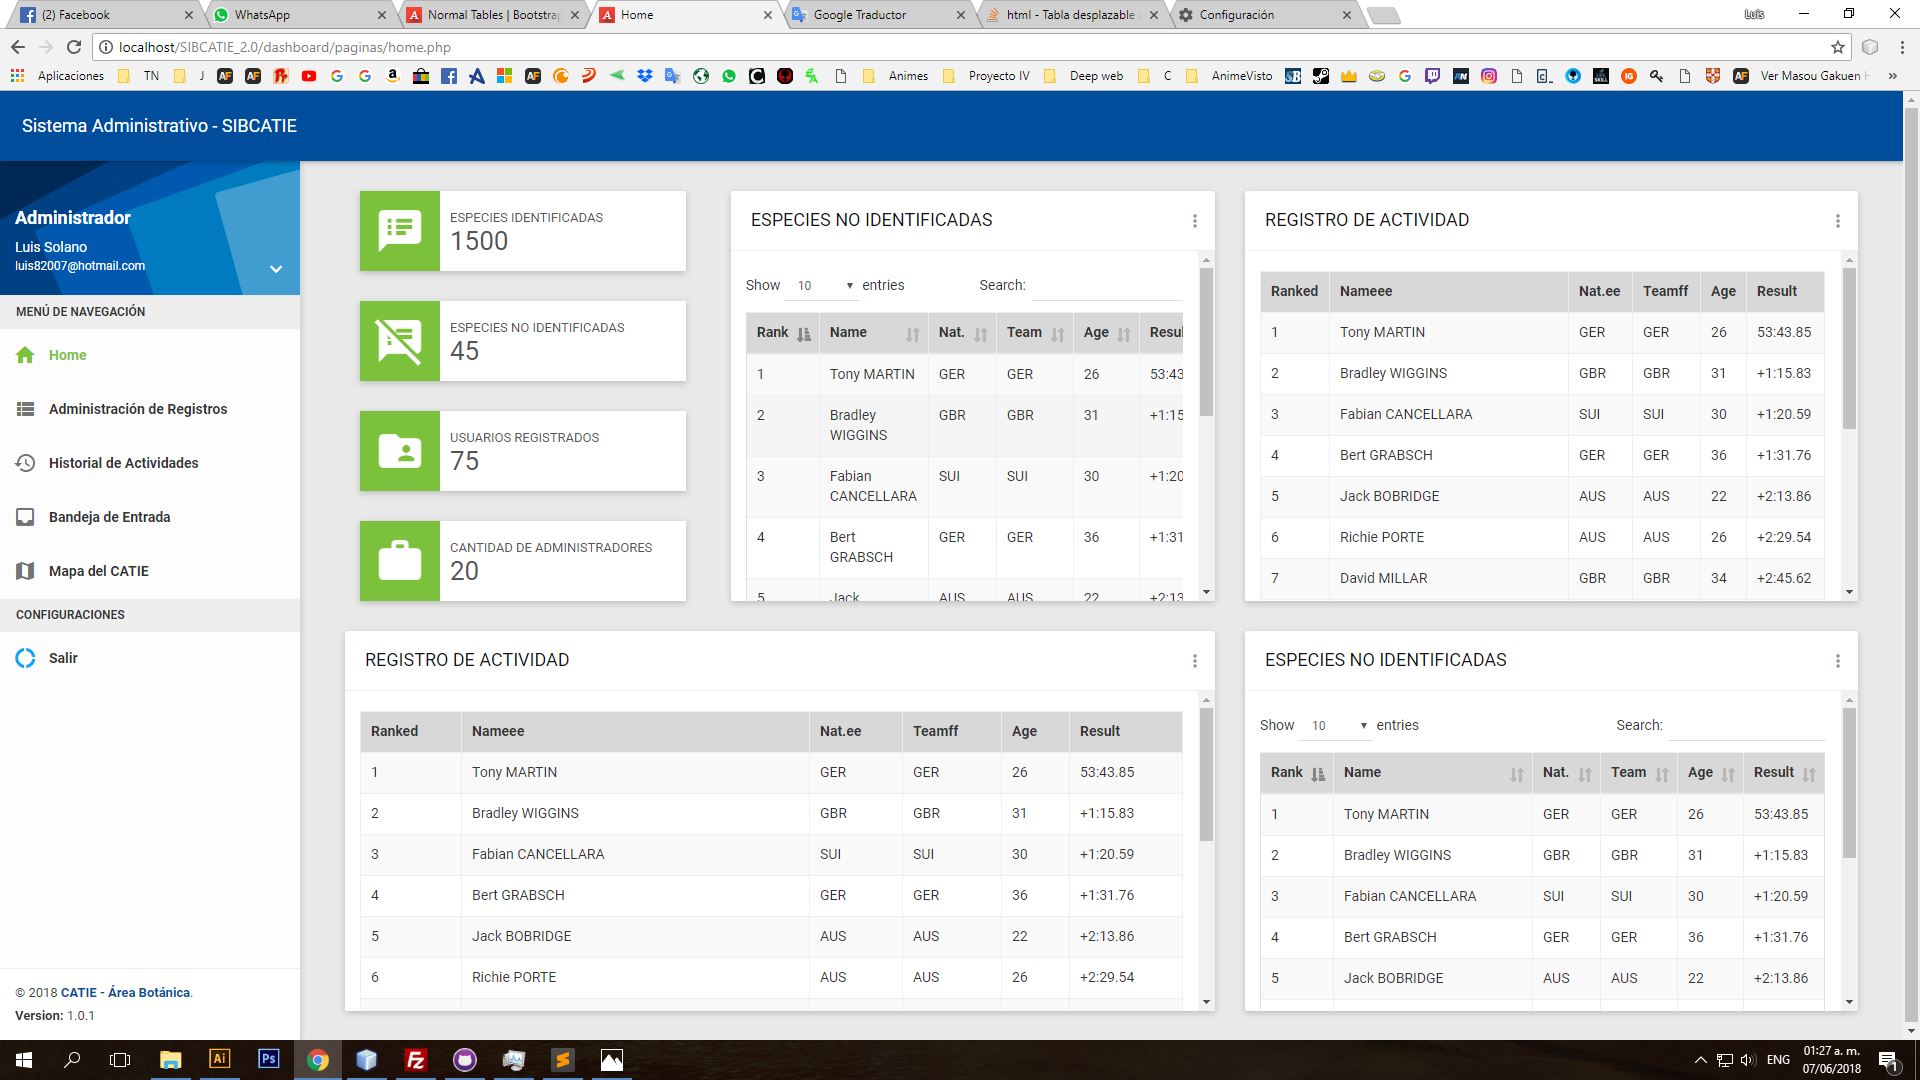 (2) Facebook
WhatsApp
Normal Tables | Bootstrap
Home
Google Traductor
html - Tabla desplazable
Configuración
Luis
localhost/SIBCATIE_2.0/dashboard/paginas/home.php
Aplicaciones TN J Animes Proyecto IV Deep web C AnimeVisto Ver Masou Gakuen H »
Sistema Administrativo - SIBCATIE
Administrador
Luis Solano
luis82007@hotmail.com
MENÚ DE NAVEGACIÓN
Home
Administración de Registros
Historial de Actividades
Bandeja de Entrada
Mapa del CATIE
CONFIGURACIONES
Salir
© 2018 CATIE - Área Botánica.
Version: 1.0.1
ESPECIES IDENTIFICADAS
1500
ESPECIES NO IDENTIFICADAS
45
USUARIOS REGISTRADOS
75
CANTIDAD DE ADMINISTRADORES
20
ESPECIES NO IDENTIFICADAS
Show 10 entries Search:
Rank Name Nat. Team Age Resul
1 Tony MARTIN GER GER 26 53:43
2 Bradley WIGGINS GBR GBR 31 +1:15
3 Fabian CANCELLARA SUI SUI 30 +1:20
4 Bert GRABSCH GER GER 36 +1:31
5 Jack AUS AUS 22 +2:13
REGISTRO DE ACTIVIDAD
Ranked Nameee Nat.ee Teamff Age Result
1 Tony MARTIN GER GER 26 53:43.85
2 Bradley WIGGINS GBR GBR 31 +1:15.83
3 Fabian CANCELLARA SUI SUI 30 +1:20.59
4 Bert GRABSCH GER GER 36 +1:31.76
5 Jack BOBRIDGE AUS AUS 22 +2:13.86
6 Richie PORTE AUS AUS 26 +2:29.54
7 David MILLAR GBR GBR 34 +2:45.62
REGISTRO DE ACTIVIDAD
Ranked Nameee Nat.ee Teamff Age Result
1 Tony MARTIN GER GER 26 53:43.85
2 Bradley WIGGINS GBR GBR 31 +1:15.83
3 Fabian CANCELLARA SUI SUI 30 +1:20.59
4 Bert GRABSCH GER GER 36 +1:31.76
5 Jack BOBRIDGE AUS AUS 22 +2:13.86
6 Richie PORTE AUS AUS 26 +2:29.54
ESPECIES NO IDENTIFICADAS
Show 10 entries Search:
Rank Name Nat. Team Age Result
1 Tony MARTIN GER GER 26 53:43.85
2 Bradley WIGGINS GBR GBR 31 +1:15.83
3 Fabian CANCELLARA SUI SUI 30 +1:20.59
4 Bert GRABSCH GER GER 36 +1:31.76
5 Jack BOBRIDGE AUS AUS 22 +2:13.86
Ai Ps ENG
01:27 a. m.
07/06/2018
1